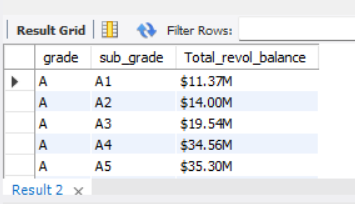 Result Grid Filter Rows:
grade sub_grade Total_revol_balance
A A1 $11.37M
A A2 $14.00M
A A3 $19.54M
A A4 $34.56M
A A5 $35.30M
Result 2 ×